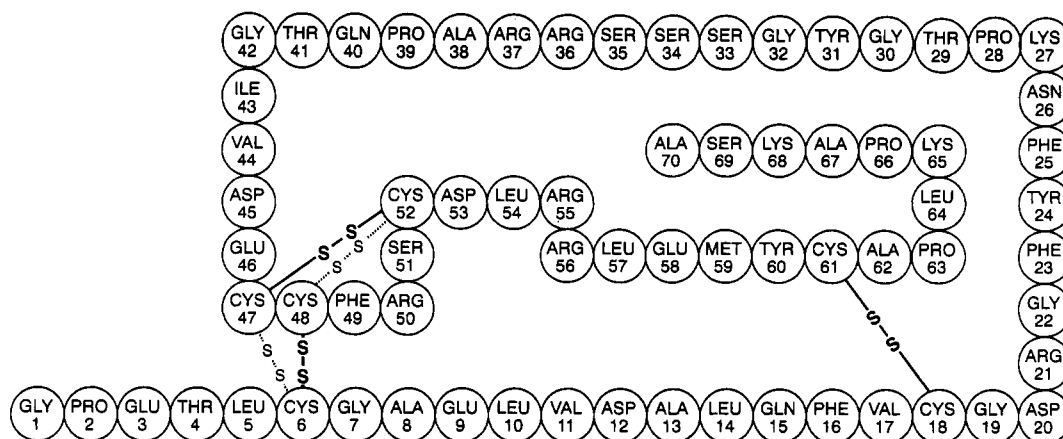 GLY 42 THR 41 GLN 40 PRO 39 ALA 38 ARG 37 ARG 36 SER 35 SER 34 SER 33 GLY 32 TYR 31 GLY 30 THR 29 PRO 28 LYS 27
ILE 43 ASN 26
VAL 44 ALA 70 SER 69 LYS 68 ALA 67 PRO 66 LYS 65 PHE 25
ASP 45 CYS 52 ASP 53 LEU 54 ARG 55 LEU 64 TYR 24
S S
S S
GLU 46 SER 51 ARG 56 LEU 57 GLU 58 MET 59 TYR 60 CYS 61 ALA 62 PRO 63 PHE 23
CYS 47 CYS 48 PHE 49 ARG 50 GLY 22
S S
S S
S S
ARG 21
GLY 1 PRO 2 GLU 3 THR 4 LEU 5 CYS 6 GLY 7 ALA 8 GLU 9 LEU 10 VAL 11 ASP 12 ALA 13 LEU 14 GLN 15 PHE 16 VAL 17 CYS 18 GLY 19 ASP 20